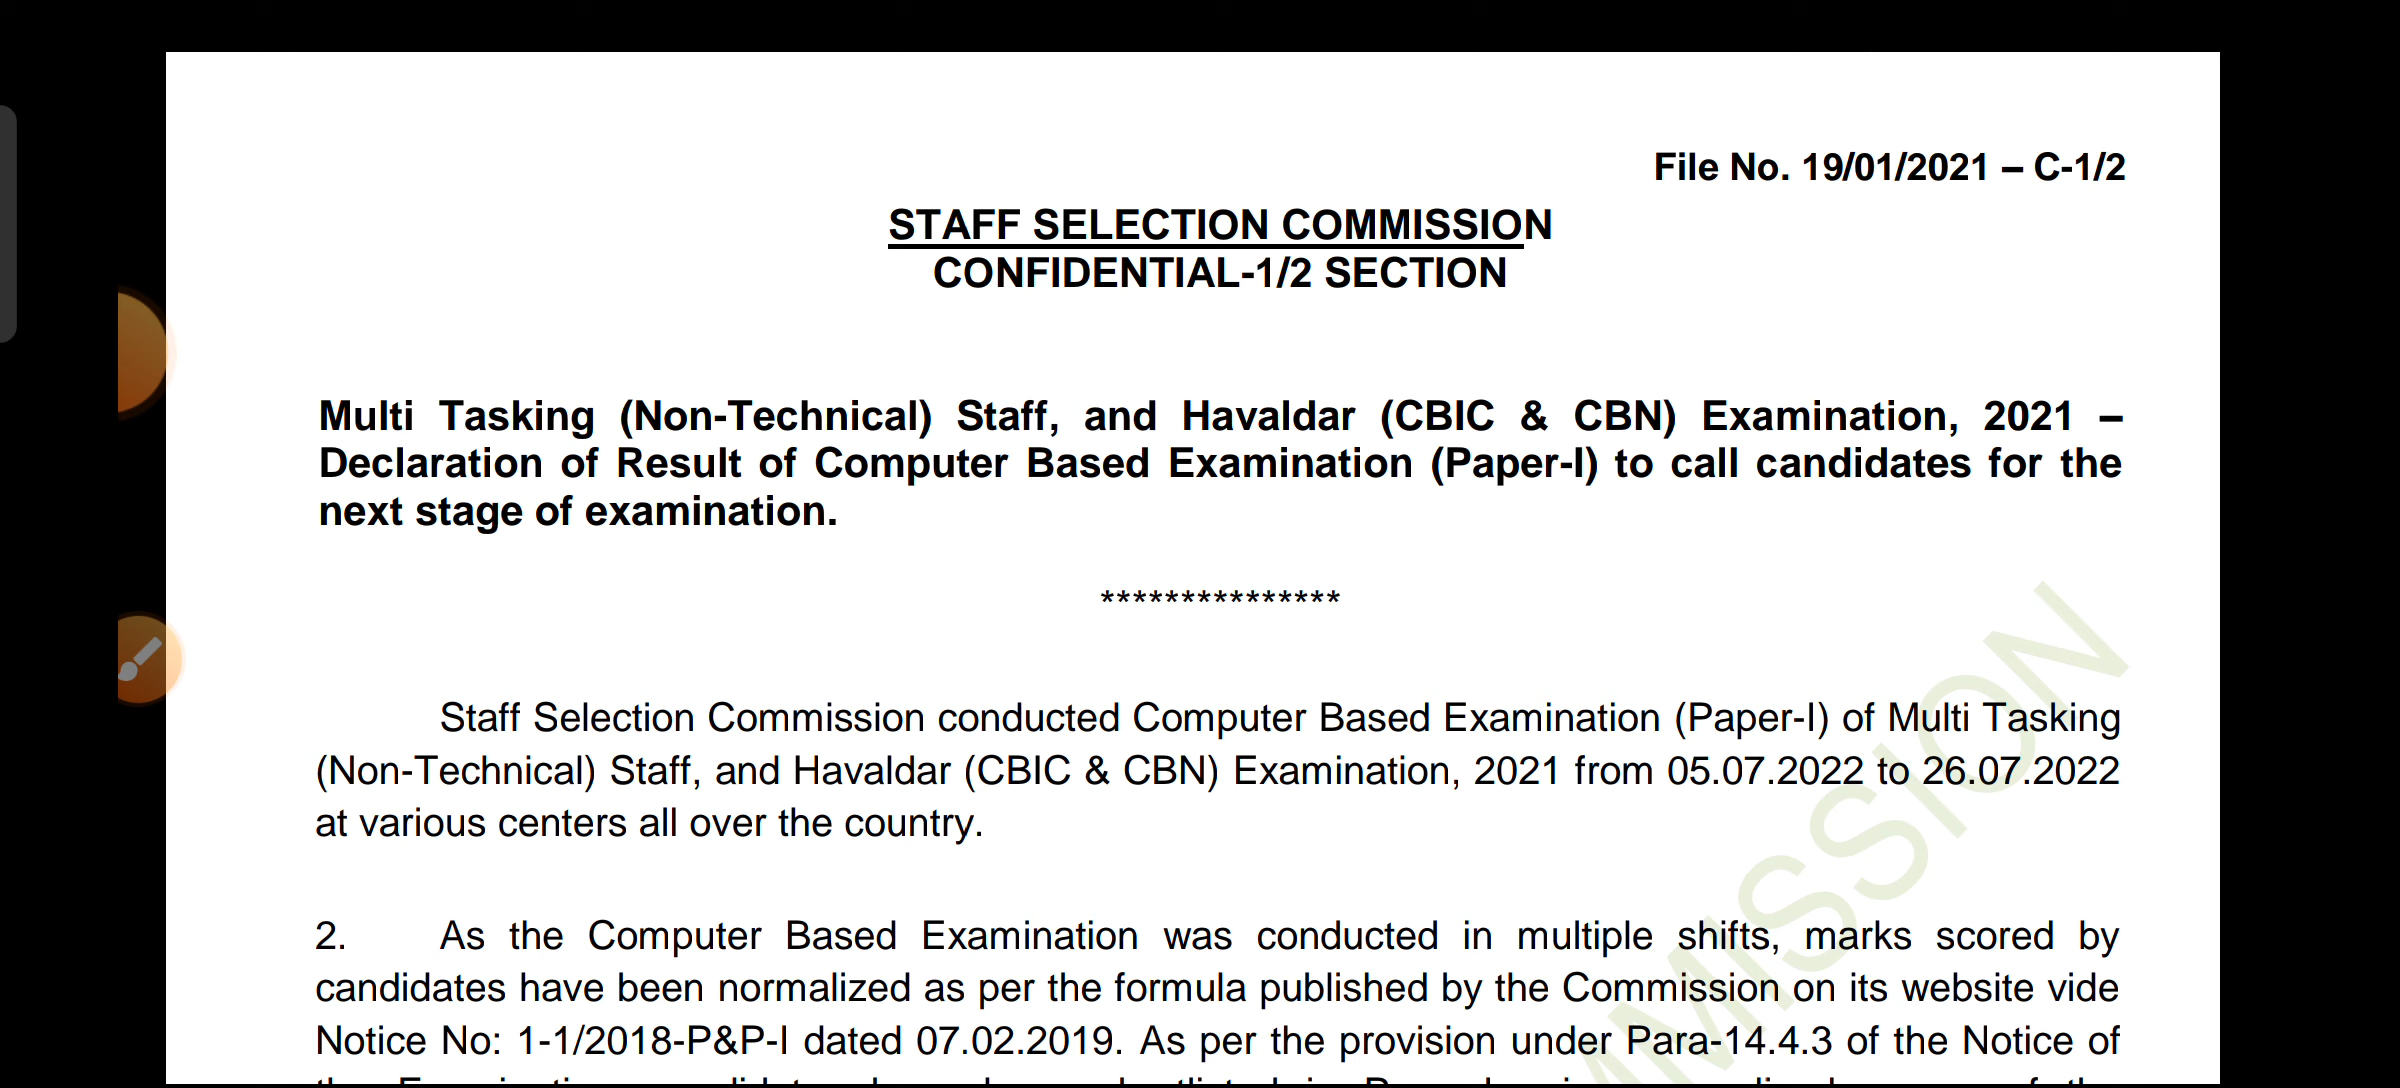 File No. 19/01/2021 – C-1/2
STAFF SELECTION COMMISSION
CONFIDENTIAL-1/2 SECTION
Multi Tasking (Non-Technical) Staff, and Havaldar (CBIC & CBN) Examination, 2021 –
Declaration of Result of Computer Based Examination (Paper-I) to call candidates for the
next stage of examination.
***************
Staff Selection Commission conducted Computer Based Examination (Paper-I) of Multi Tasking
(Non-Technical) Staff, and Havaldar (CBIC & CBN) Examination, 2021 from 05.07.2022 to 26.07.2022
at various centers all over the country.
2. As the Computer Based Examination was conducted in multiple shifts, marks scored by
candidates have been normalized as per the formula published by the Commission on its website vide
Notice No: 1-1/2018-P&P-I dated 07.02.2019. As per the provision under Para-14.4.3 of the Notice of
MMISSION